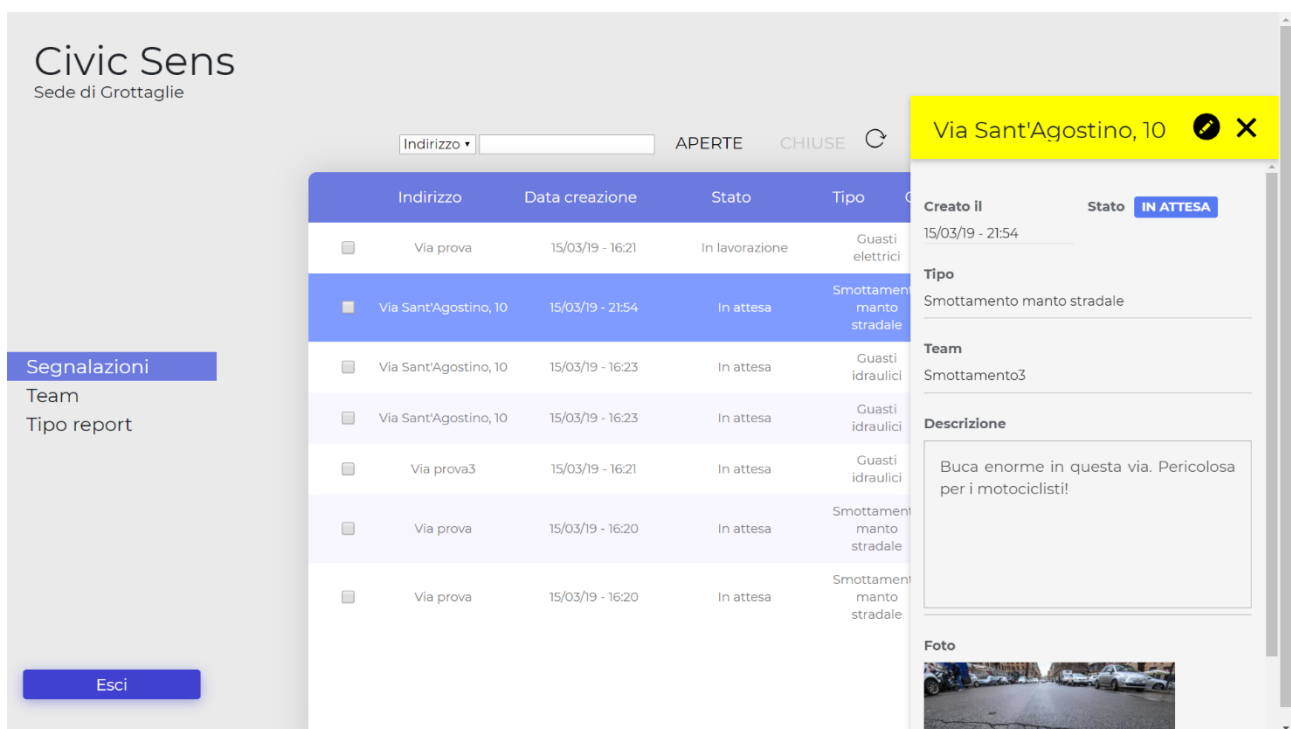 Civic Sens
Sede di Grottaglie
Indirizzo
APERTE
CHIUSE
Indirizzo Data creazione Stato Tipo
Via prova 15/03/19 - 16:21 In lavorazione Guasti
elettrici
Via Sant'Agostino, 10 15/03/19 - 21:54 In attesa Smottament
manto
stradale
Via Sant'Agostino, 10 15/03/19 - 16:23 In attesa Guasti
idraulici
Via Sant'Agostino, 10 15/03/19 - 16:23 In attesa Guasti
idraulici
Via prova3 15/03/19 - 16:21 In attesa Guasti
idraulici
Via prova 15/03/19 - 16:20 In attesa Smottament
manto
stradale
Via prova 15/03/19 - 16:20 In attesa Smottament
manto
stradale
Segnalazioni
Team
Tipo report
Esci
Via Sant'Agostino, 10
Creato il Stato IN ATTESA
15/03/19 - 21:54
Tipo
Smottamento manto stradale
Team
Smottamento3
Descrizione
Buca enorme in questa via. Pericolosa
per i motociclisti!
Foto